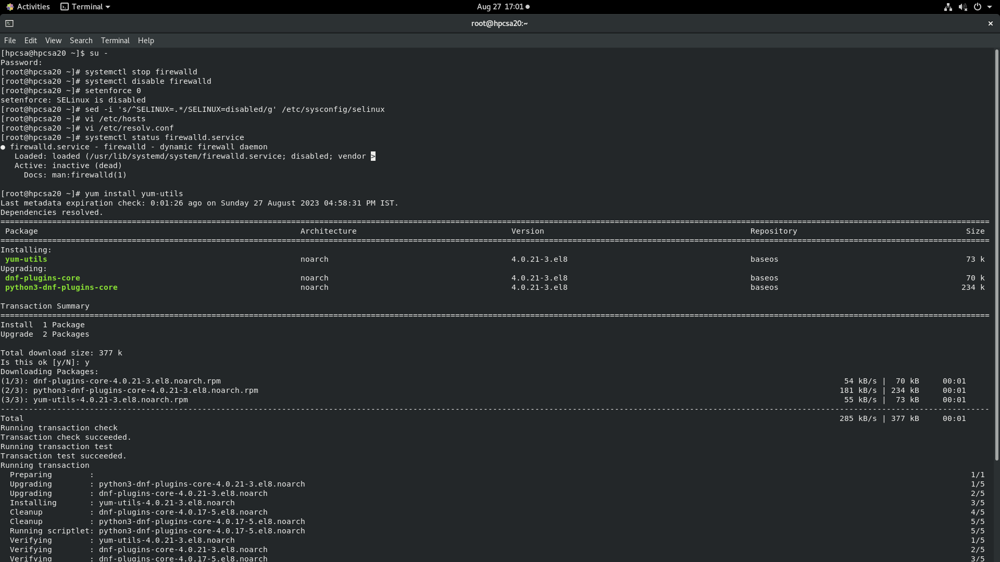 Activities Terminal Aug 27 17:01
root@hpcsa20:~
File Edit View Search Terminal Help
[hpcsa@hpcsa20 ~]$ su -
Password:
[root@hpcsa20 ~]# systemctl stop firewalld
[root@hpcsa20 ~]# systemctl disable firewalld
[root@hpcsa20 ~]# setenforce 0
setenforce: SELinux is disabled
[root@hpcsa20 ~]# sed -i 's/^SELINUX=.*/SELINUX=disabled/g' /etc/sysconfig/selinux
[root@hpcsa20 ~]# vi /etc/hosts
[root@hpcsa20 ~]# vi /etc/resolv.conf
[root@hpcsa20 ~]# systemctl status firewalld.service
● firewalld.service - firewalld - dynamic firewall daemon
   Loaded: loaded (/usr/lib/systemd/system/firewalld.service; disabled; vendor >
   Active: inactive (dead)
     Docs: man:firewalld(1)
[root@hpcsa20 ~]# yum install yum-utils
Last metadata expiration check: 0:01:26 ago on Sunday 27 August 2023 04:58:31 PM IST.
Dependencies resolved.
 Package Architecture Version Repository Size
Installing:
 yum-utils noarch 4.0.21-3.el8 baseos 73 k
Upgrading:
 dnf-plugins-core noarch 4.0.21-3.el8 baseos 70 k
 python3-dnf-plugins-core noarch 4.0.21-3.el8 baseos 234 k
Transaction Summary
Install  1 Package
Upgrade  2 Packages
Total download size: 377 k
Is this ok [y/N]: y
Downloading Packages:
(1/3): dnf-plugins-core-4.0.21-3.el8.noarch.rpm 54 kB/s |  70 kB 00:01
(2/3): python3-dnf-plugins-core-4.0.21-3.el8.noarch.rpm 181 kB/s | 234 kB 00:01
(3/3): yum-utils-4.0.21-3.el8.noarch.rpm 55 kB/s |  73 kB 00:01
Total 285 kB/s | 377 kB 00:01
Running transaction check
Transaction check succeeded.
Running transaction test
Transaction test succeeded.
Running transaction
  Preparing        : 1/1
  Upgrading        : python3-dnf-plugins-core-4.0.21-3.el8.noarch 1/5
  Upgrading        : dnf-plugins-core-4.0.21-3.el8.noarch 2/5
  Installing       : yum-utils-4.0.21-3.el8.noarch 3/5
  Cleanup          : dnf-plugins-core-4.0.17-5.el8.noarch 4/5
  Cleanup          : python3-dnf-plugins-core-4.0.17-5.el8.noarch 5/5
  Running scriptlet: python3-dnf-plugins-core-4.0.17-5.el8.noarch 5/5
  Verifying        : yum-utils-4.0.21-3.el8.noarch 1/5
  Verifying        : dnf-plugins-core-4.0.21-3.el8.noarch 2/5
  Verifying        : dnf-plugins-core-4.0.17-5.el8.noarch 3/5